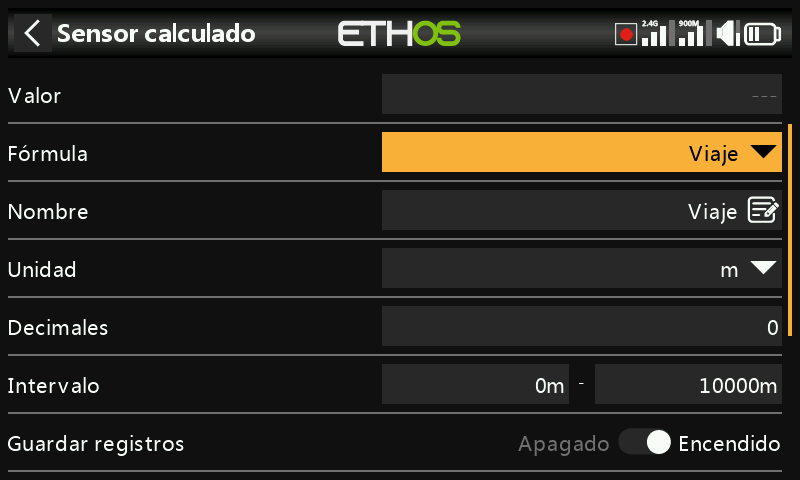 Sensor calculado ETHOS 2.4G 900M
Valor ---
Fórmula Viaje
Nombre Viaje
Unidad m
Decimales 0
Intervalo 0m - 10000m
Guardar registros Apagado Encendido